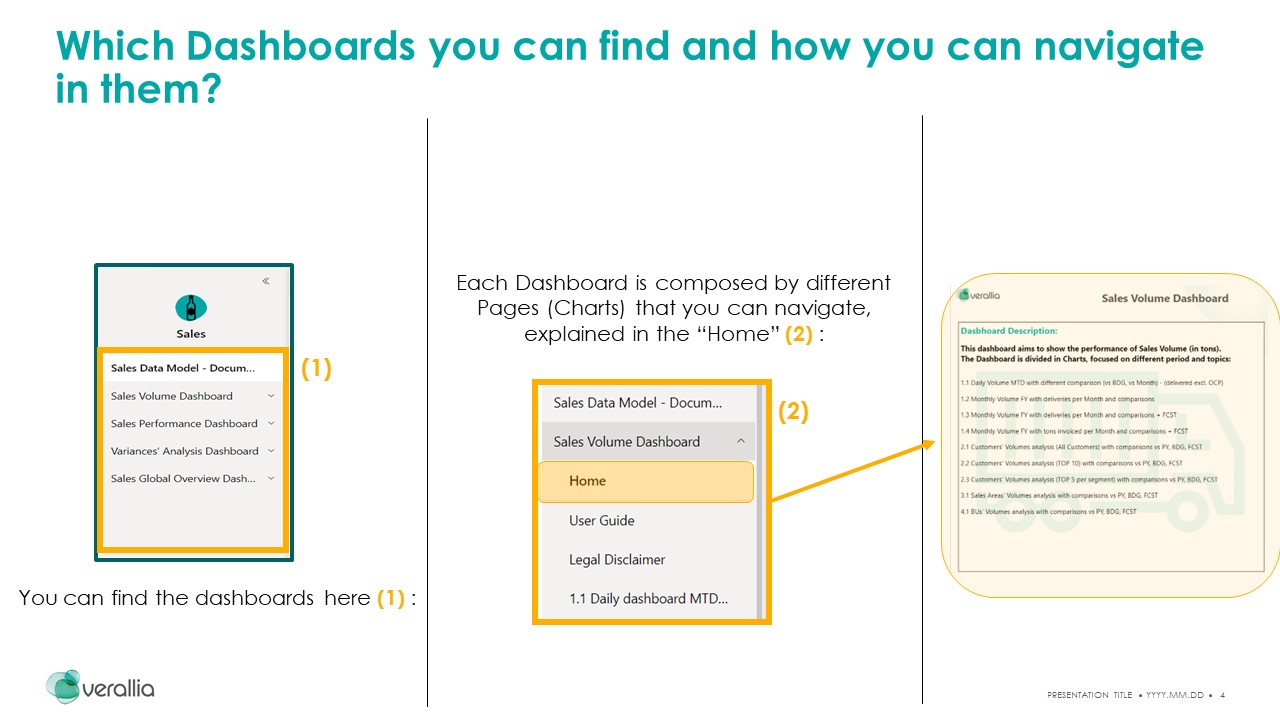 Which Dashboards you can find and how you can navigate
in them?
«
Sales
Sales Data Model - Docum...
Sales Volume Dashboard
Sales Performance Dashboard
Variances' Analysis Dashboard
Sales Global Overview Dash...
(1)
You can find the dashboards here (1) :
Each Dashboard is composed by different
Pages (Charts) that you can navigate,
explained in the “Home” (2) :
Sales Data Model - Docum...
Sales Volume Dashboard
Home
User Guide
Legal Disclaimer
1.1 Daily dashboard MTD...
(2)
verallia
Sales Volume Dashboard
Dasbhoard Description:
This dashboard aims to show the performance of Sales Volume (in tons).
The Dashboard is divided in Charts, focused on different period and topics:
1.1 Daily Volume MTD with different comparison (vs BDG, vs Month) - (delivered excl. OCP)
1.2 Monthly Volume FY with deliveries per Month and comparisons
1.3 Monthly Volume FY with deliveries per Month and comparisons + FCST
1.4 Monthly Volume FY with tons invoiced per Month and comparisons + FCST
2.1 Customers' Volumes analysis (All Customers) with comparisons vs PY, BDG, FCST
2.2 Customers' Volumes analysis (TOP 10) with comparisons vs PY, BDG, FCST
2.3 Customers' Volumes analysis (TOP 5 per segment) with comparisons vs PY, BDG, FCST
3.1 Sales Areas' Volumes analysis with comparisons vs PY, BDG, FCST
4.1 BUs' Volumes analysis with comparisons vs PY, BDG, FCST
verallia
PRESENTATION TITLE • YYYY.MM.DD • 4